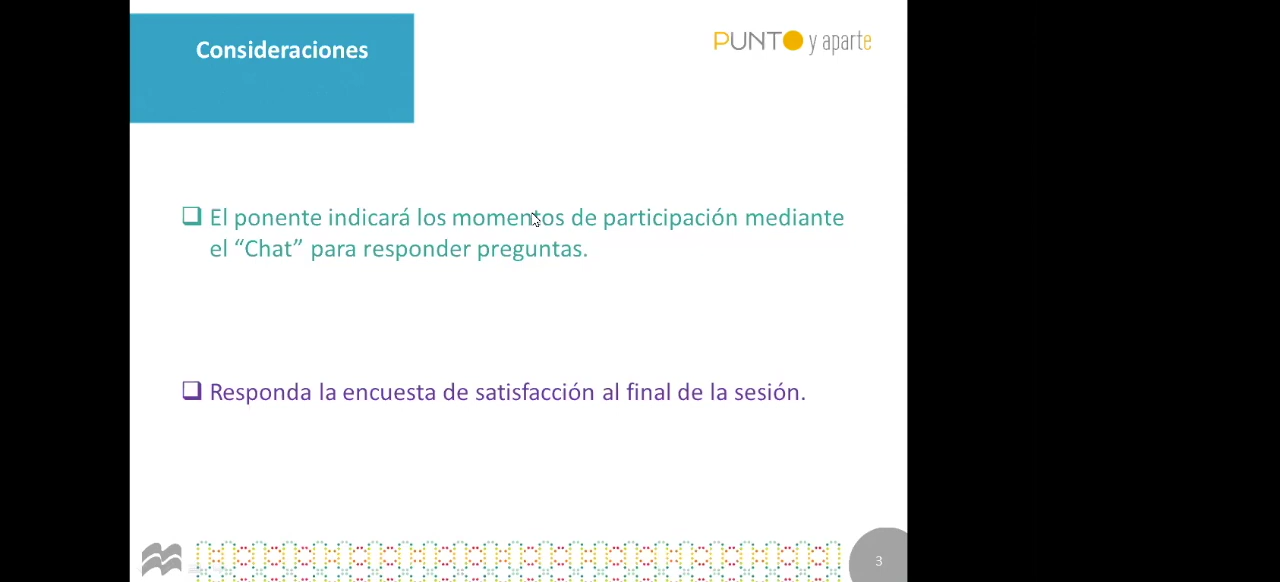 Consideraciones
PUNTO y aparte
❑ El ponente indicará los momentos de participación mediante
el “Chat” para responder preguntas.
❑ Responda la encuesta de satisfacción al final de la sesión.
3